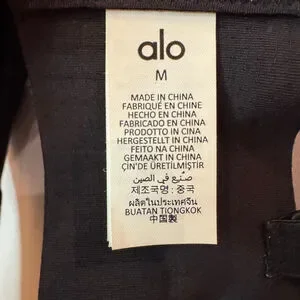 alo
M
MADE IN CHINA
FABRIQUÉ EN CHINE
HECHO EN CHINA
FABRICADO EN CHINA
PRODOTTO IN CINA
HERGESTELLT IN CHINA
FEITO NA CHINA
GEMAAKT IN CHINA
ÇİN'DE ÜRETİLMİŞTİR
صنع في الصين
제조국명 : 중국
ผลิตในประเทศจีน
BUATAN TIONGKOK
中国製